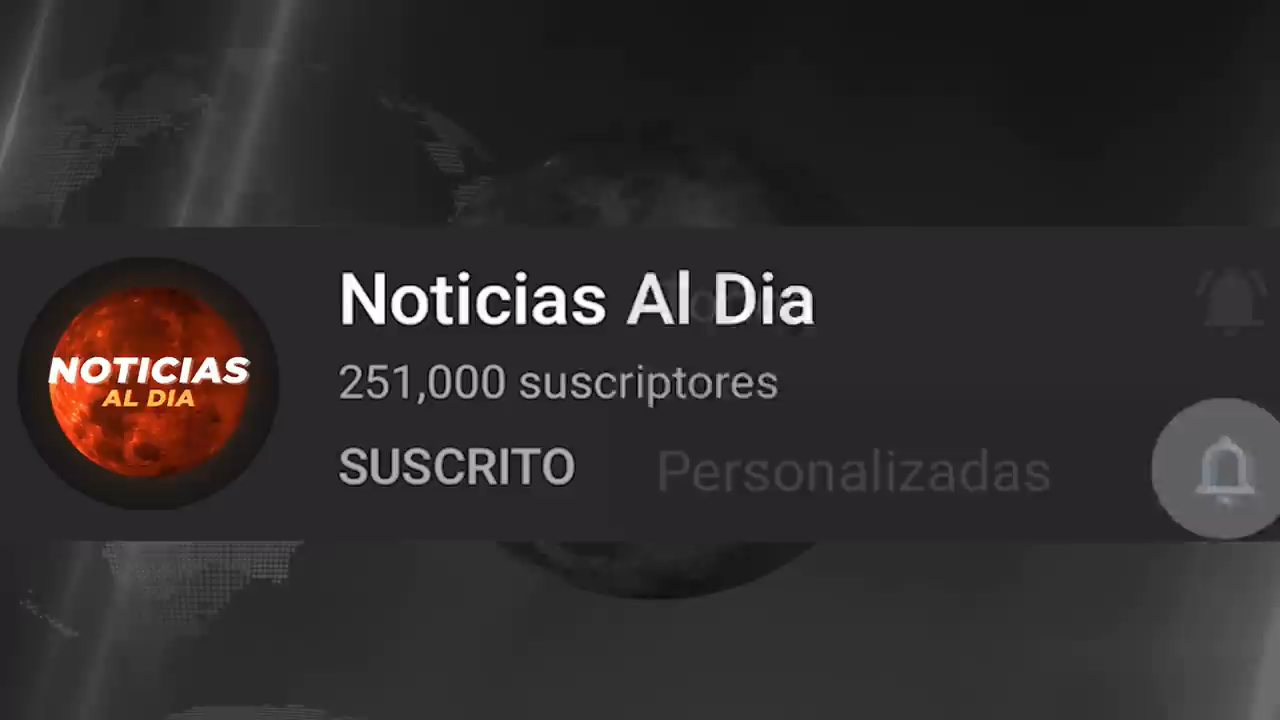 NOTICIAS
AL DIA
Noticias Al Dia
251,000 suscriptores
SUSCRITO
Personalizadas